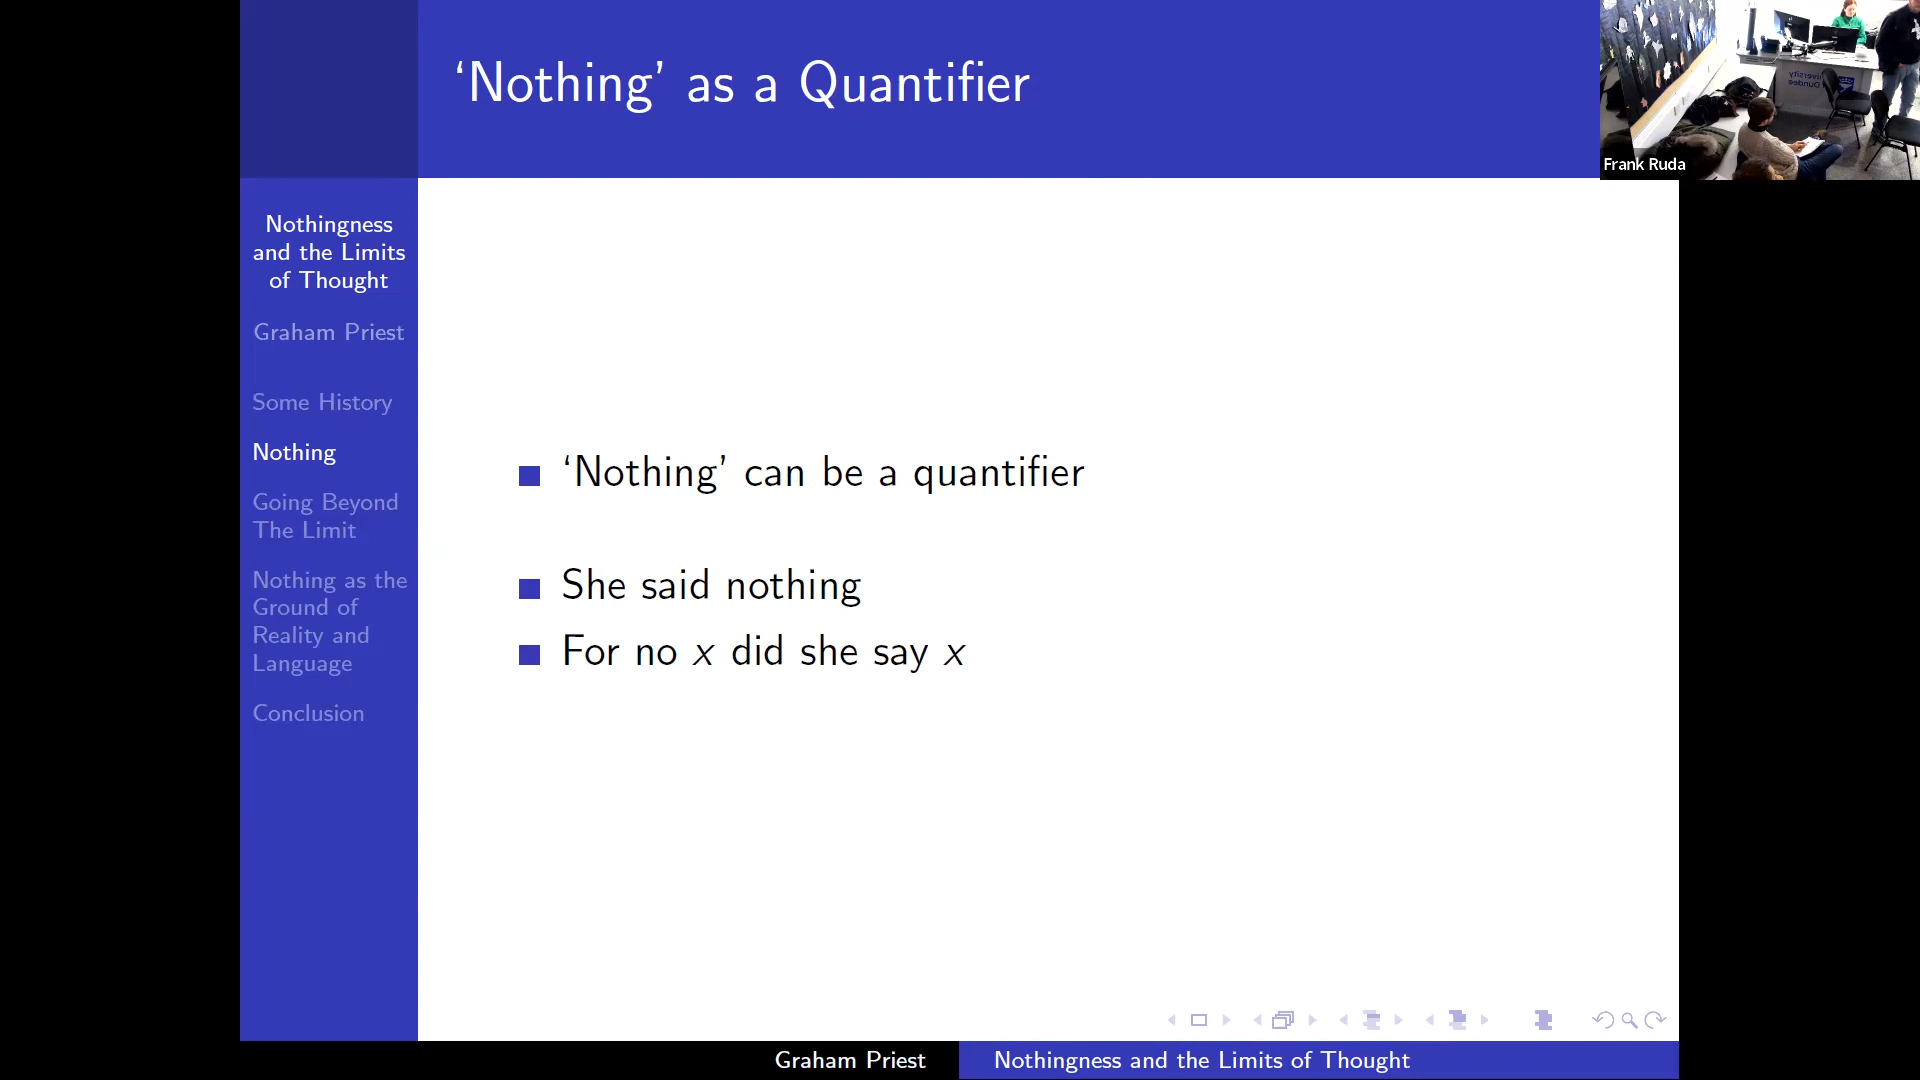 ‘Nothing’ as a Quantifier
Frank Ruda
Nothingness
and the Limits
of Thought
Graham Priest
Some History
Nothing
Going Beyond
The Limit
Nothing as the
Ground of
Reality and
Language
Conclusion
‘Nothing’ can be a quantifier
She said nothing
For no x did she say x
Graham Priest
Nothingness and the Limits of Thought